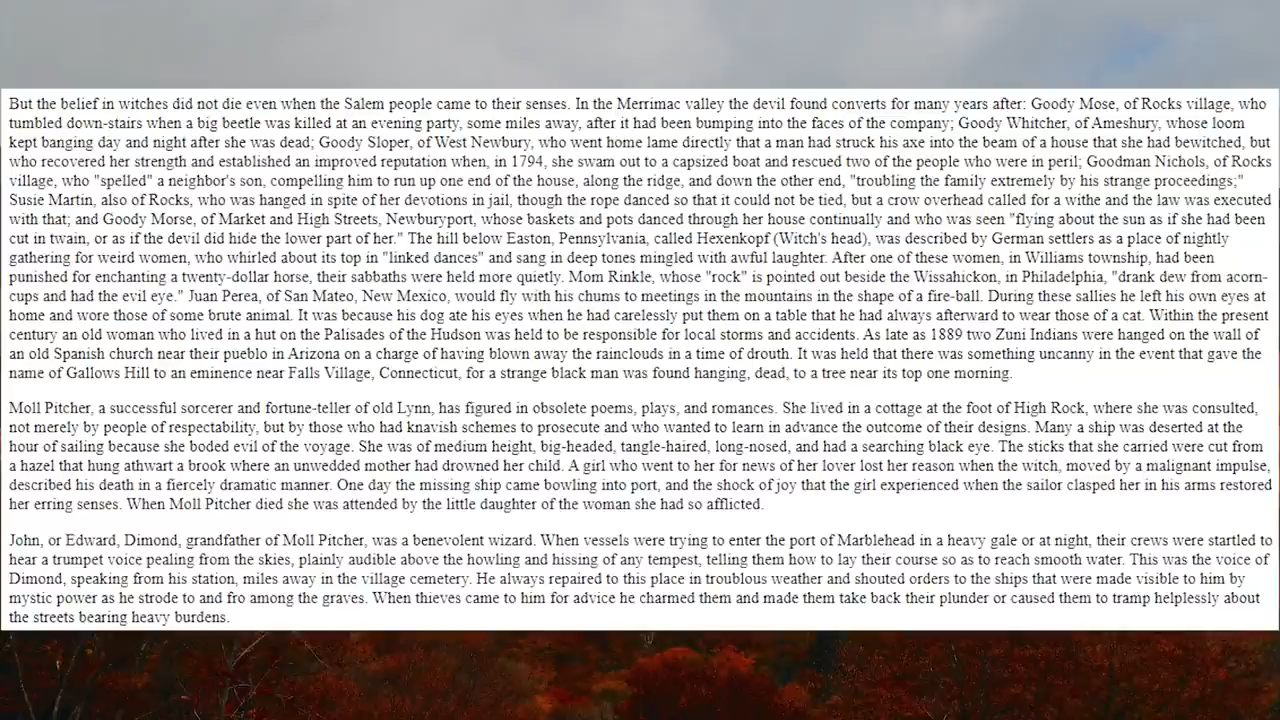 But the belief in witches did not die even when the Salem people came to their senses. In the Merrimac valley the devil found converts for many years after: Goody Mose, of Rocks village, who
tumbled down-stairs when a big beetle was killed at an evening party, some miles away, after it had been bumping into the faces of the company; Goody Whitcher, of Ameshury, whose loom
kept banging day and night after she was dead; Goody Sloper, of West Newbury, who went home lame directly that a man had struck his axe into the beam of a house that she had bewitched, but
who recovered her strength and established an improved reputation when, in 1794, she swam out to a capsized boat and rescued two of the people who were in peril; Goodman Nichols, of Rocks
village, who "spelled" a neighbor's son, compelling him to run up one end of the house, along the ridge, and down the other end, "troubling the family extremely by his strange proceedings;"
Susie Martin, also of Rocks, who was hanged in spite of her devotions in jail, though the rope danced so that it could not be tied, but a crow overhead called for a withe and the law was executed
with that; and Goody Morse, of Market and High Streets, Newburyport, whose baskets and pots danced through her house continually and who was seen "flying about the sun as if she had been
cut in twain, or as if the devil did hide the lower part of her." The hill below Easton, Pennsylvania, called Hexenkopf (Witch's head), was described by German settlers as a place of nightly
gathering for weird women, who whirled about its top in "linked dances" and sang in deep tones mingled with awful laughter. After one of these women, in Williams township, had been
punished for enchanting a twenty-dollar horse, their sabbaths were held more quietly. Mom Rinkle, whose "rock" is pointed out beside the Wissahickon, in Philadelphia, "drank dew from acorn-
cups and had the evil eye." Juan Perea, of San Mateo, New Mexico, would fly with his chums to meetings in the mountains in the shape of a fire-ball. During these sallies he left his own eyes at
home and wore those of some brute animal. It was because his dog ate his eyes when he had carelessly put them on a table that he had always afterward to wear those of a cat. Within the present
century an old woman who lived in a hut on the Palisades of the Hudson was held to be responsible for local storms and accidents. As late as 1889 two Zuni Indians were hanged on the wall of
an old Spanish church near their pueblo in Arizona on a charge of having blown away the rainclouds in a time of drouth. It was held that there was something uncanny in the event that gave the
name of Gallows Hill to an eminence near Falls Village, Connecticut, for a strange black man was found hanging, dead, to a tree near its top one morning.
Moll Pitcher, a successful sorcerer and fortune-teller of old Lynn, has figured in obsolete poems, plays, and romances. She lived in a cottage at the foot of High Rock, where she was consulted,
not merely by people of respectability, but by those who had knavish schemes to prosecute and who wanted to learn in advance the outcome of their designs. Many a ship was deserted at the
hour of sailing because she boded evil of the voyage. She was of medium height, big-headed, tangle-haired, long-nosed, and had a searching black eye. The sticks that she carried were cut from
a hazel that hung athwart a brook where an unwedded mother had drowned her child. A girl who went to her for news of her lover lost her reason when the witch, moved by a malignant impulse,
described his death in a fiercely dramatic manner. One day the missing ship came bowling into port, and the shock of joy that the girl experienced when the sailor clasped her in his arms restored
her erring senses. When Moll Pitcher died she was attended by the little daughter of the woman she had so afflicted.
John, or Edward, Dimond, grandfather of Moll Pitcher, was a benevolent wizard. When vessels were trying to enter the port of Marblehead in a heavy gale or at night, their crews were startled to
hear a trumpet voice pealing from the skies, plainly audible above the howling and hissing of any tempest, telling them how to lay their course so as to reach smooth water. This was the voice of
Dimond, speaking from his station, miles away in the village cemetery. He always repaired to this place in troublous weather and shouted orders to the ships that were made visible to him by
mystic power as he strode to and fro among the graves. When thieves came to him for advice he charmed them and made them take back their plunder or caused them to tramp helplessly about
the streets bearing heavy burdens.